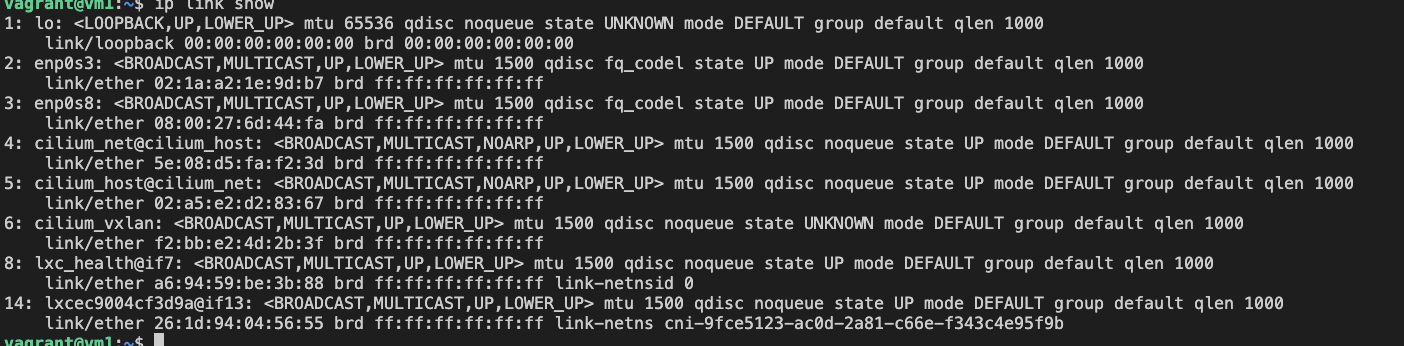 vagrant@vm1:~$ ip link show
1: lo: <LOOPBACK,UP,LOWER_UP> mtu 65536 qdisc noqueue state UNKNOWN mode DEFAULT group default qlen 1000
    link/loopback 00:00:00:00:00:00 brd 00:00:00:00:00:00
2: enp0s3: <BROADCAST,MULTICAST,UP,LOWER_UP> mtu 1500 qdisc fq_codel state UP mode DEFAULT group default qlen 1000
    link/ether 02:1a:a2:1e:9d:b7 brd ff:ff:ff:ff:ff:ff
3: enp0s8: <BROADCAST,MULTICAST,UP,LOWER_UP> mtu 1500 qdisc fq_codel state UP mode DEFAULT group default qlen 1000
    link/ether 08:00:27:6d:44:fa brd ff:ff:ff:ff:ff:ff
4: cilium_net@cilium_host: <BROADCAST,MULTICAST,NOARP,UP,LOWER_UP> mtu 1500 qdisc noqueue state UP mode DEFAULT group default qlen 1000
    link/ether 5e:08:d5:fa:f2:3d brd ff:ff:ff:ff:ff:ff
5: cilium_host@cilium_net: <BROADCAST,MULTICAST,NOARP,UP,LOWER_UP> mtu 1500 qdisc noqueue state UP mode DEFAULT group default qlen 1000
    link/ether 02:a5:e2:d2:83:67 brd ff:ff:ff:ff:ff:ff
6: cilium_vxlan: <BROADCAST,MULTICAST,UP,LOWER_UP> mtu 1500 qdisc noqueue state UNKNOWN mode DEFAULT group default qlen 1000
    link/ether f2:bb:e2:4d:2b:3f brd ff:ff:ff:ff:ff:ff
8: lxc_health@if7: <BROADCAST,MULTICAST,UP,LOWER_UP> mtu 1500 qdisc noqueue state UP mode DEFAULT group default qlen 1000
    link/ether a6:94:59:be:3b:88 brd ff:ff:ff:ff:ff:ff link-netnsid 0
14: lxcec9004cf3d9a@if13: <BROADCAST,MULTICAST,UP,LOWER_UP> mtu 1500 qdisc noqueue state UP mode DEFAULT group default qlen 1000
    link/ether 26:1d:94:04:56:55 brd ff:ff:ff:ff:ff:ff link-netns cni-9fce5123-ac0d-2a81-c66e-f343c4e95f9b
vagrant@vm1:~$